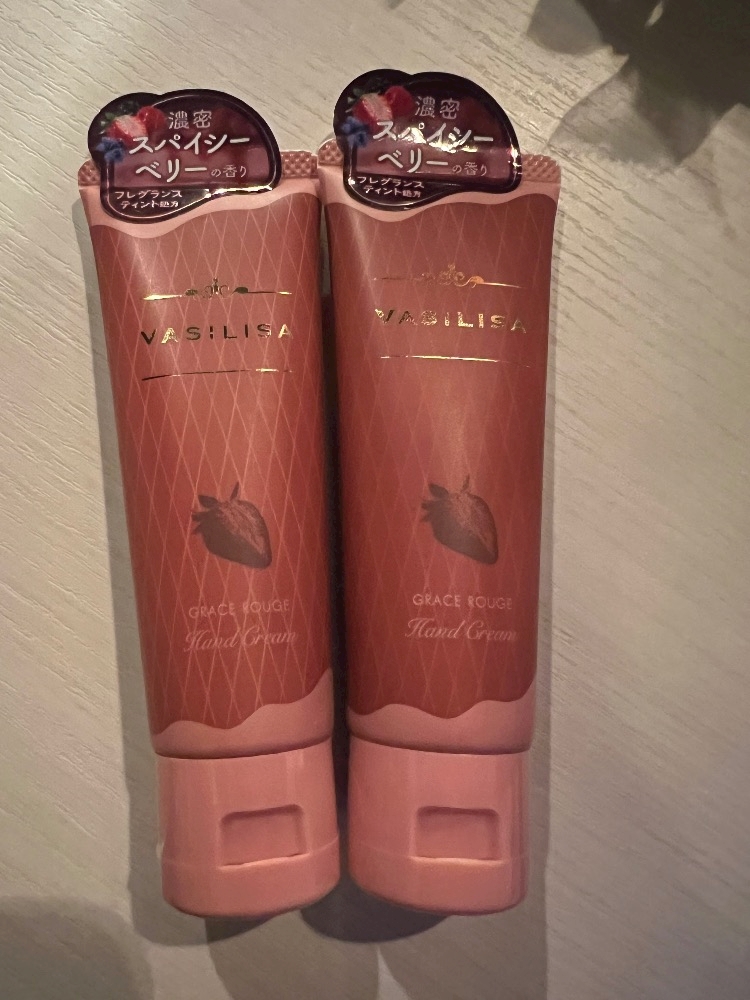 濃密
スパイシー
ベリーの香り
フレグランス
ティント処方
VASILISA
GRACE ROUGE
Hand Cream
濃密
スパイシー
ベリーの香り
フレグランス
ティント処方
VASILISA
GRACE ROUGE
Hand Cream